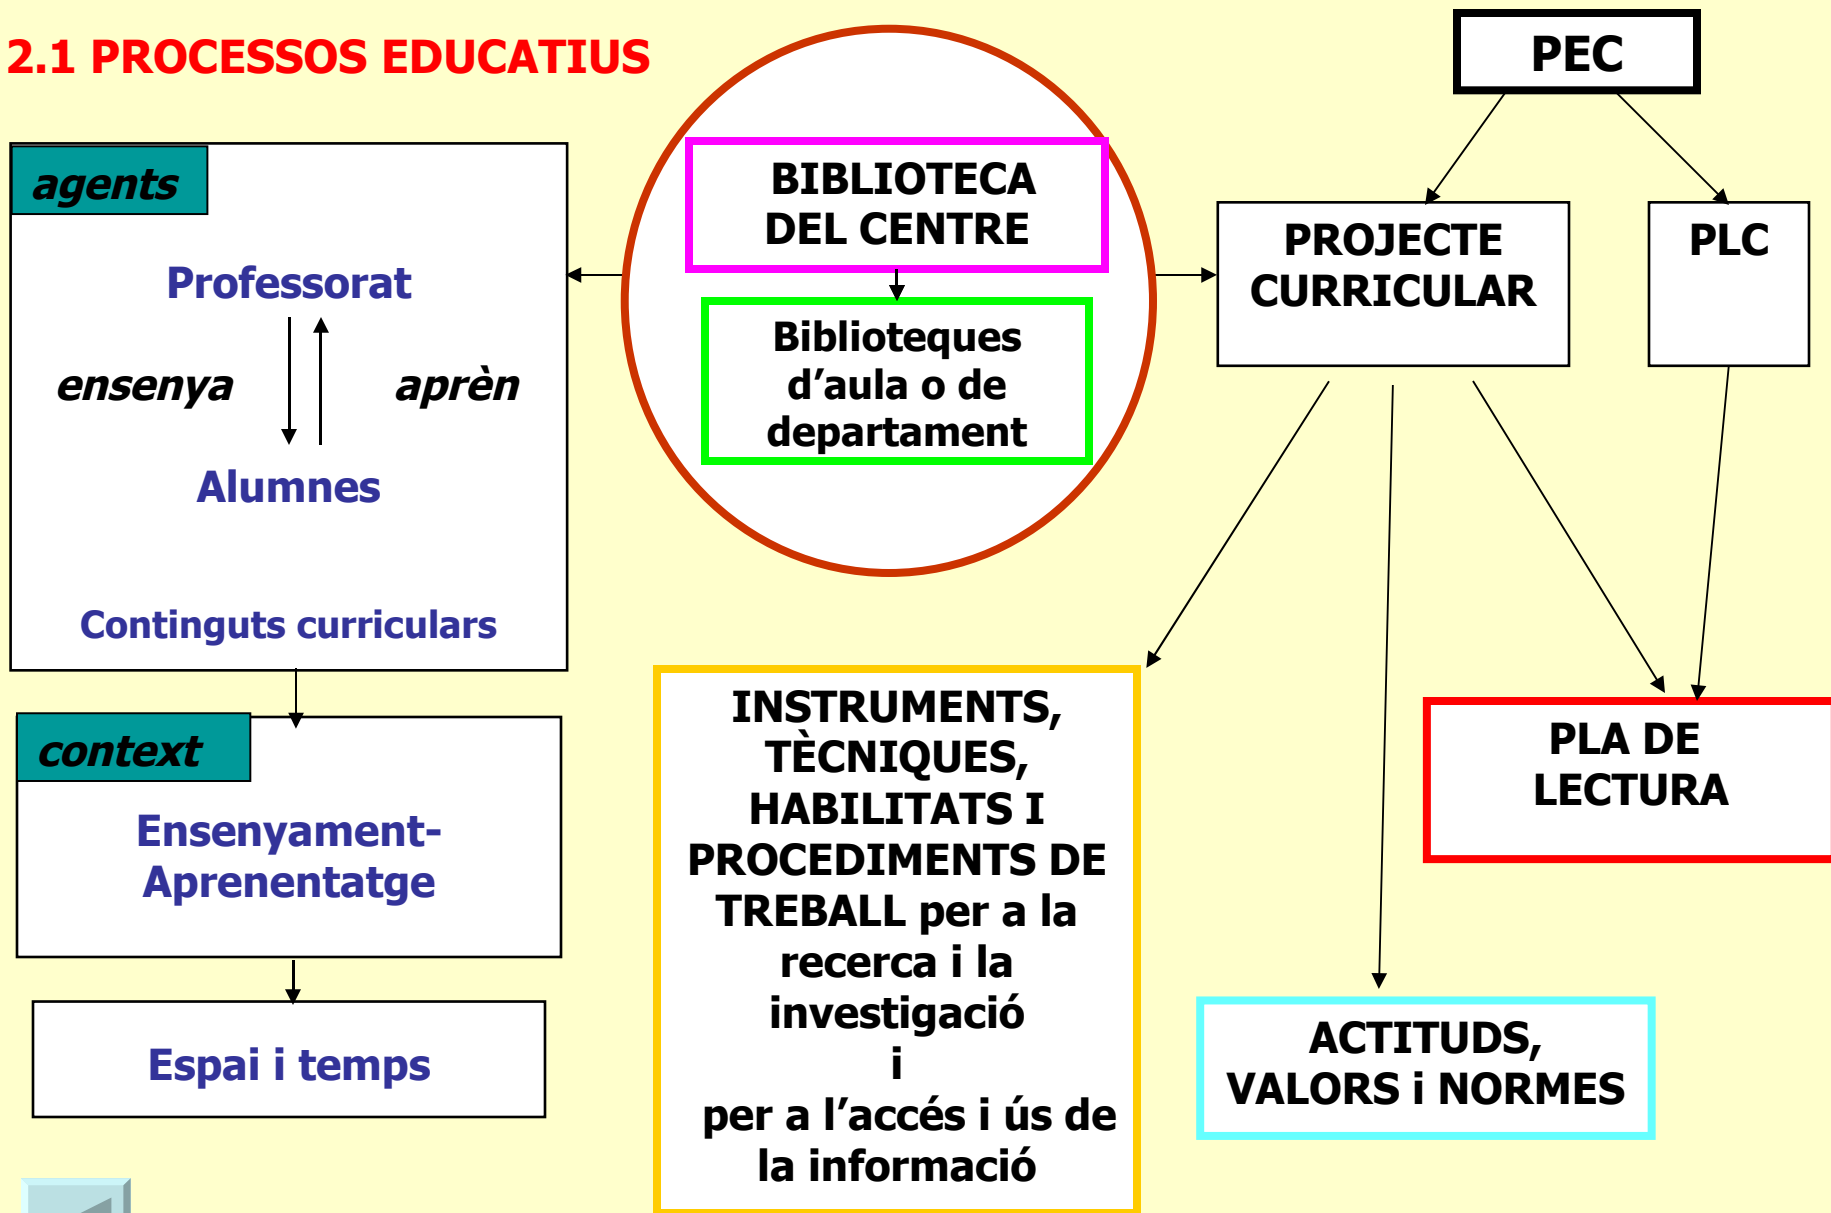 2.1 PROCESSOS EDUCATIUS
agents
Professorat
ensenya
aprèn
Alumnes
Continguts curriculars
context
Ensenyament-
Aprenentatge
Espai i temps
BIBLIOTECA
DEL CENTRE
Biblioteques
d’aula o de
departament
PEC
PROJECTE
CURRICULAR
PLC
INSTRUMENTS,
TÈCNIQUES,
HABILITATS I
PROCEDIMENTS DE
TREBALL per a la
recerca i la
investigació
i
per a l’accés i ús de
la informació
PLA DE
LECTURA
ACTITUDS,
VALORS i NORMES